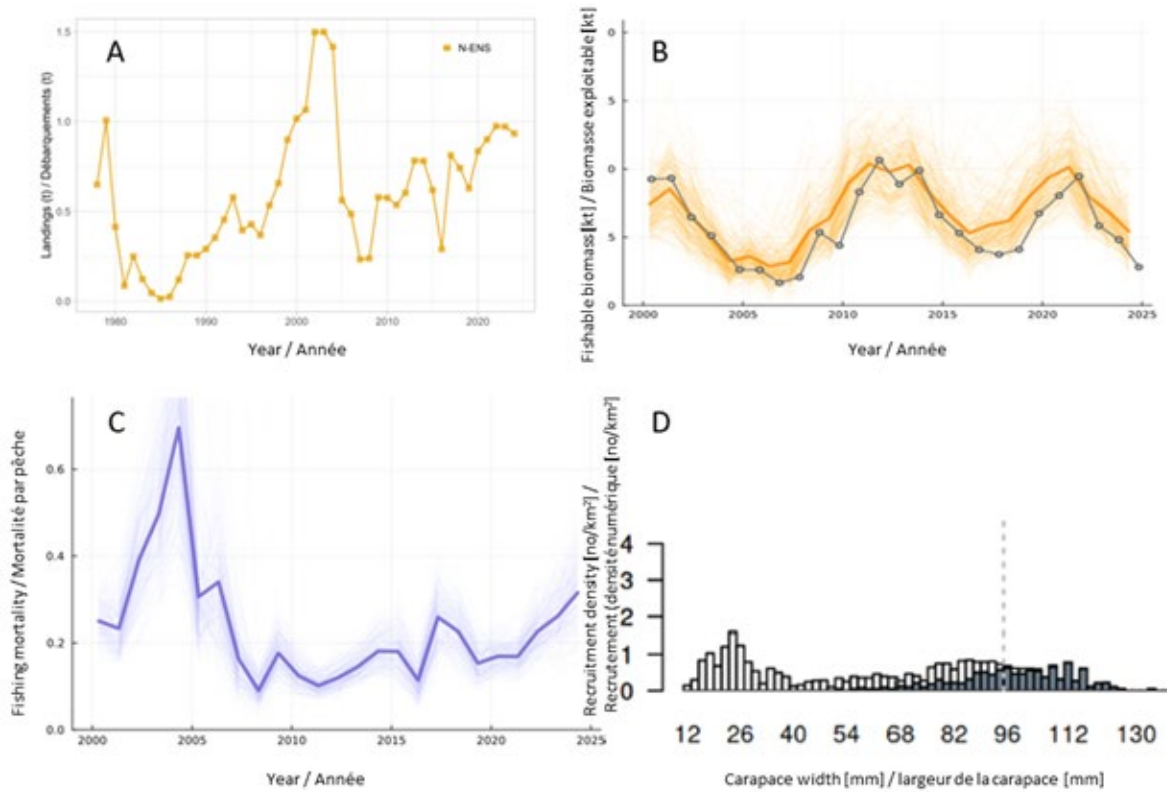 A
N-ENS
Landings (t) / Débarquements (t)
1.5
1.0
0.5
0.0
1980
1990
2000
2010
2020
Year / Année
B
Fishable biomass [kt] / Biomasse exploitable [kt]
0
5
0
5
0
2000
2005
2010
2015
2020
2025
Year / Année
C
Fishing mortality / Mortalité par pêche
0.6
0.4
0.2
0.0
2000
2005
2010
2015
2020
2025
Year / Année
D
Recruitment density [no/km²] /
Recrutement (densité numérique [no/km²]
4
3
2
1
0
12 26 40 54 68 82 96 112 130
Carapace width [mm] / largeur de la carapace [mm]